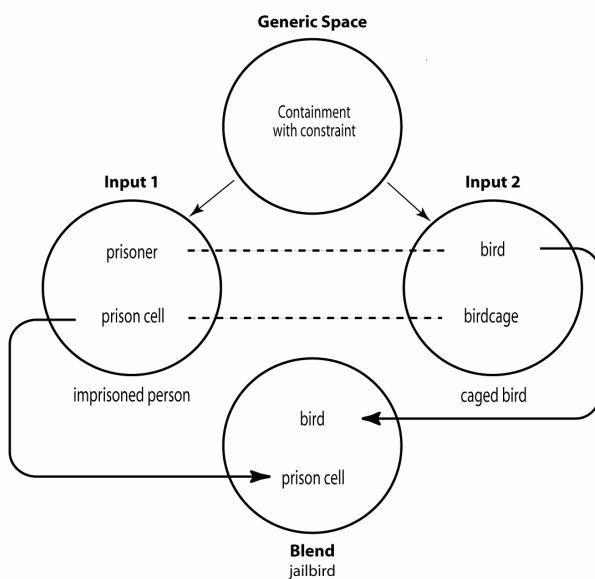 Generic Space
Containment
with constraint
Input 1
Input 2
prisoner
bird
prison cell
birdcage
imprisoned person
caged bird
bird
prison cell
Blend
jailbird